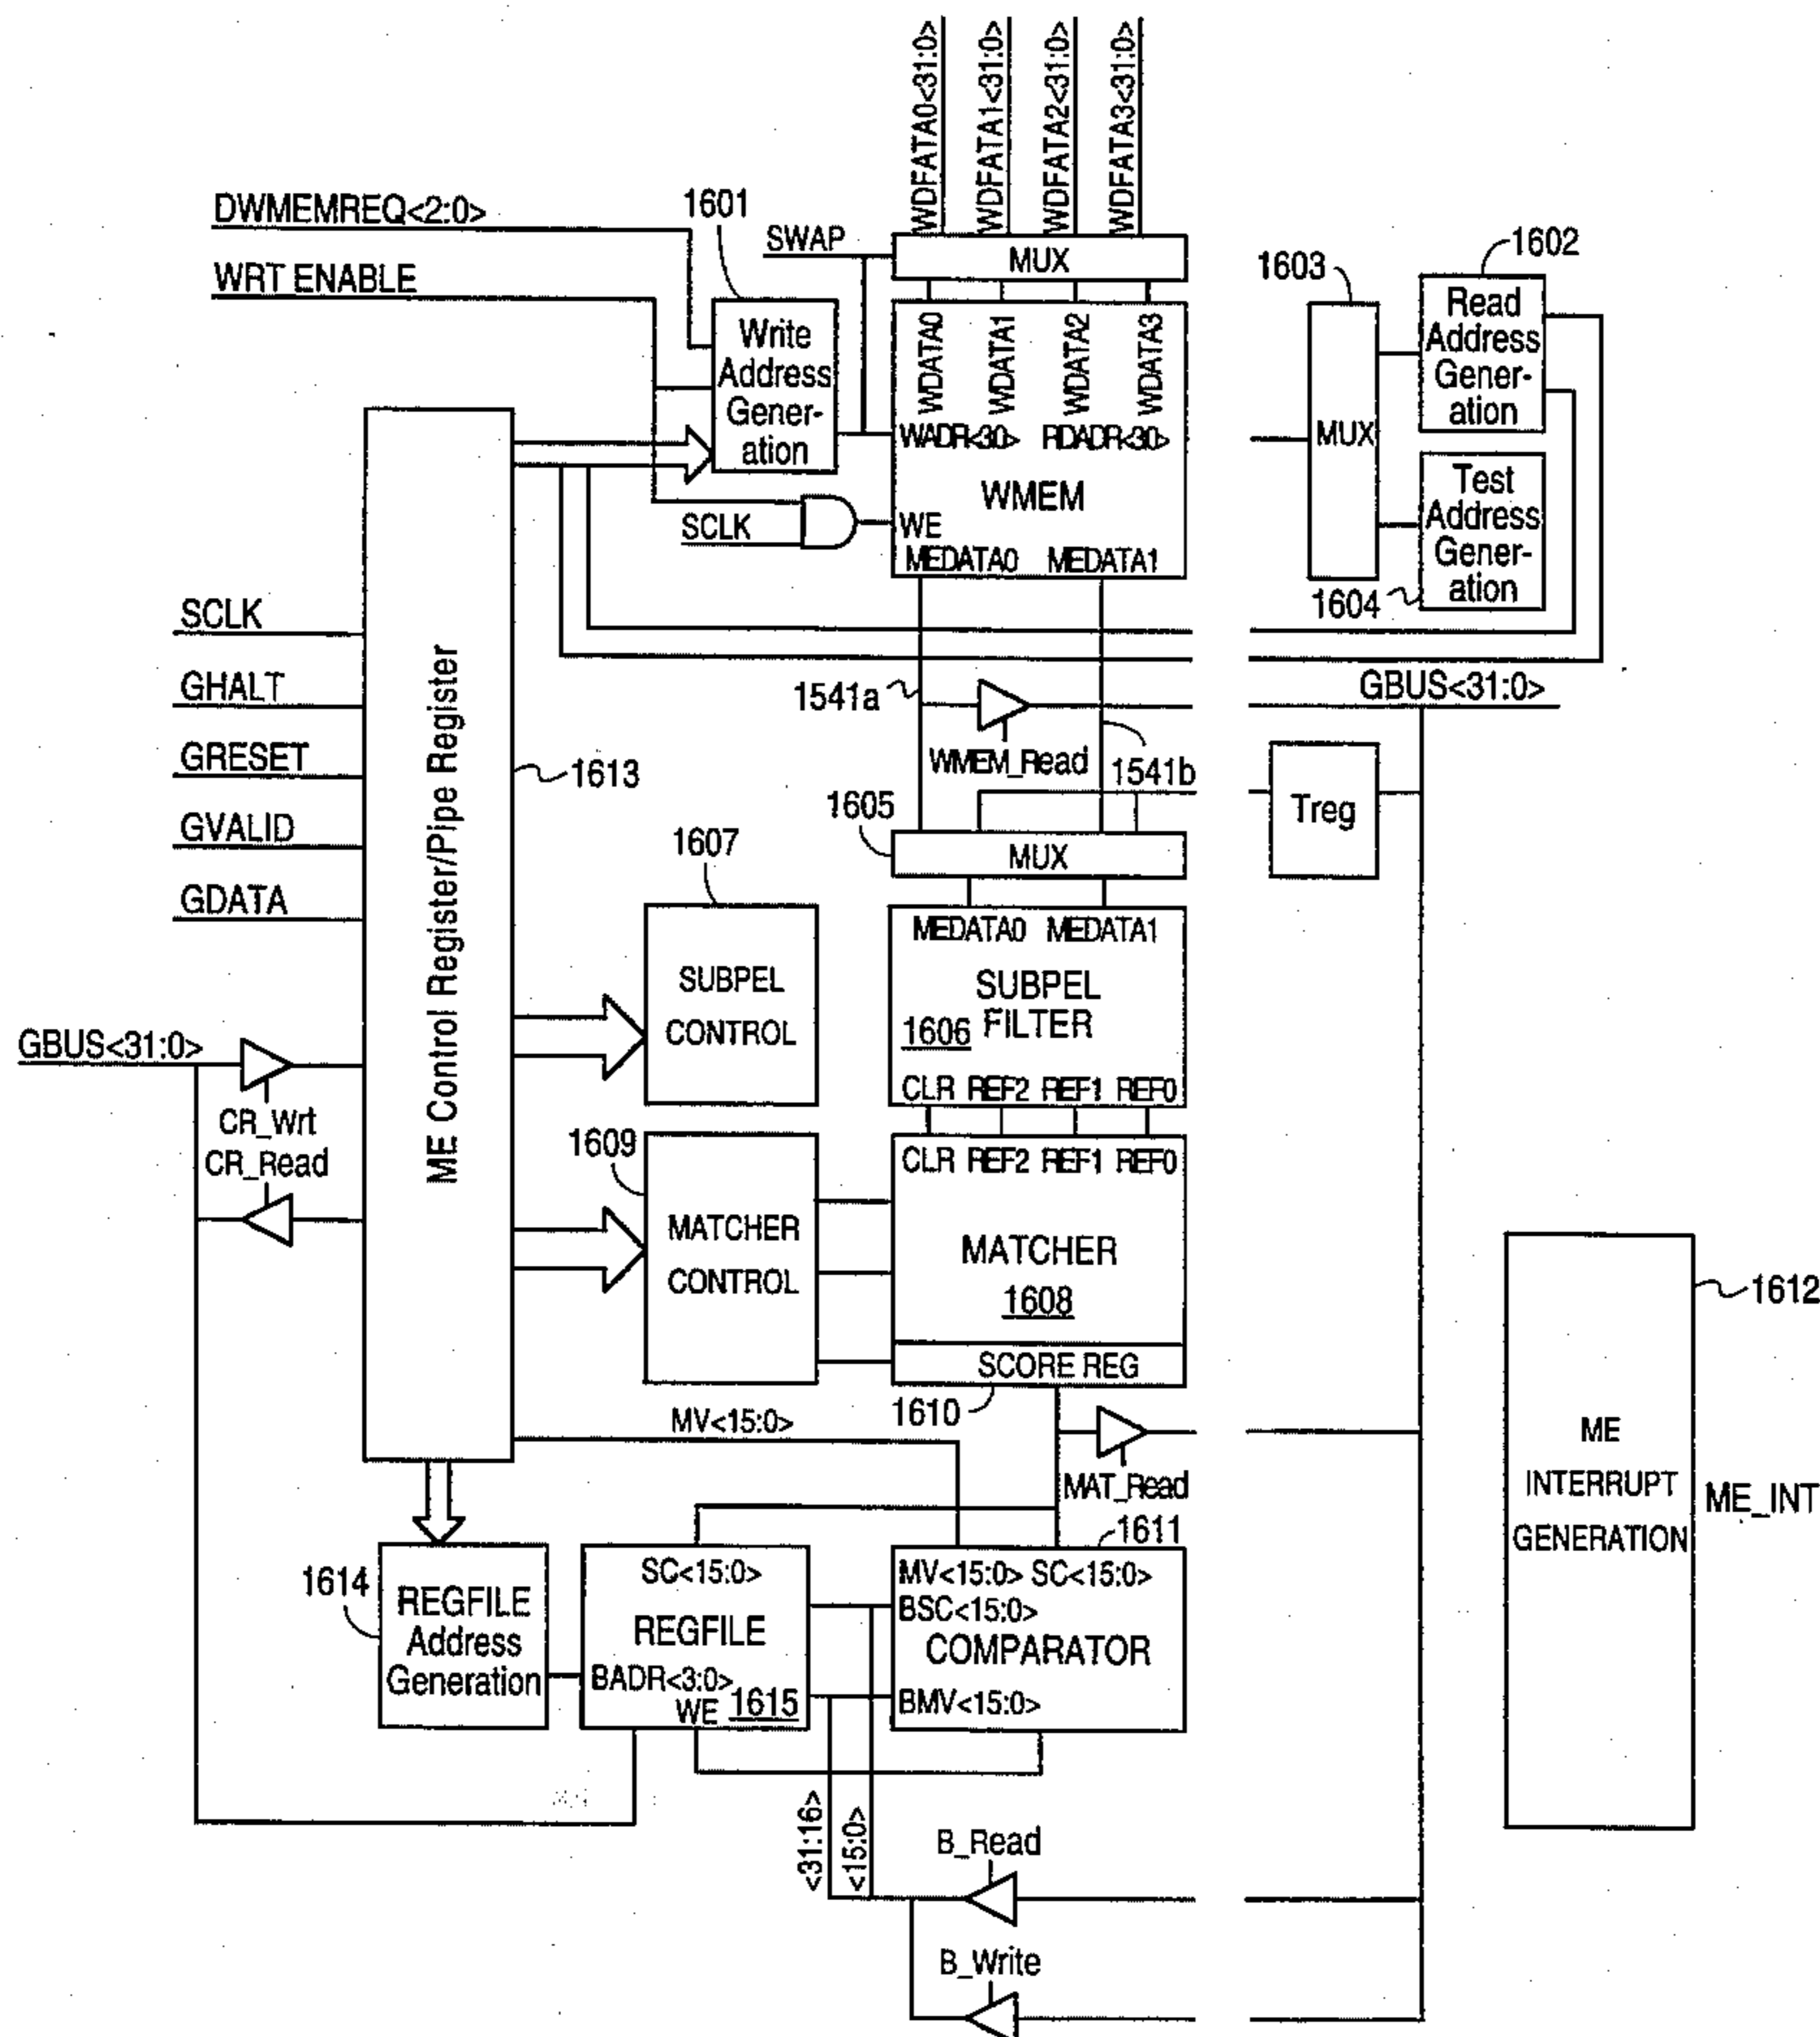 WDFATA0<31:0>
WDFATA1<31:0>
WDFATA2<31:0>
WDFATA3<31:0>
DWMEMREQ<2:0>
1601
SWAP
MUX
1602
1603
WRT ENABLE
Write
Address
Gener-
ation
WDATA0
WDATA1
WDATA2
WDATA3
WADR<30> RDADR<30>
WMEM
WE
MEDATA0 MEDATA1
SCLK
MUX
Read
Address
Gener-
ation
Test
Address
Gener-
ation
1604
SCLK
GHALT
GRESET
GVALID
GDATA
ME Control Register/Pipe Register
1613
1541a
WMEM_Read
1541b
GBUS<31:0>
Treg
1605
MUX
1607
SUBPEL
CONTROL
MEDATA0 MEDATA1
SUBPEL
FILTER
1606
CLR REF2 REF1 REF0
GBUS<31:0>
CR_Wrt
CR_Read
1609
MATCHER
CONTROL
CLR REF2 REF1 REF0
MATCHER
1608
SCORE REG
1610
1612
ME
INTERRUPT
GENERATION
ME_INT
MV<15:0>
MAT_Read
1611
1614
REGFILE
Address
Generation
SC<15:0>
REGFILE
BADR<3:0>
WE 1615
MV<15:0> SC<15:0>
BSC<15:0>
COMPARATOR
BMV<15:0>
<31:16>
<15:0>
B_Read
B_Write